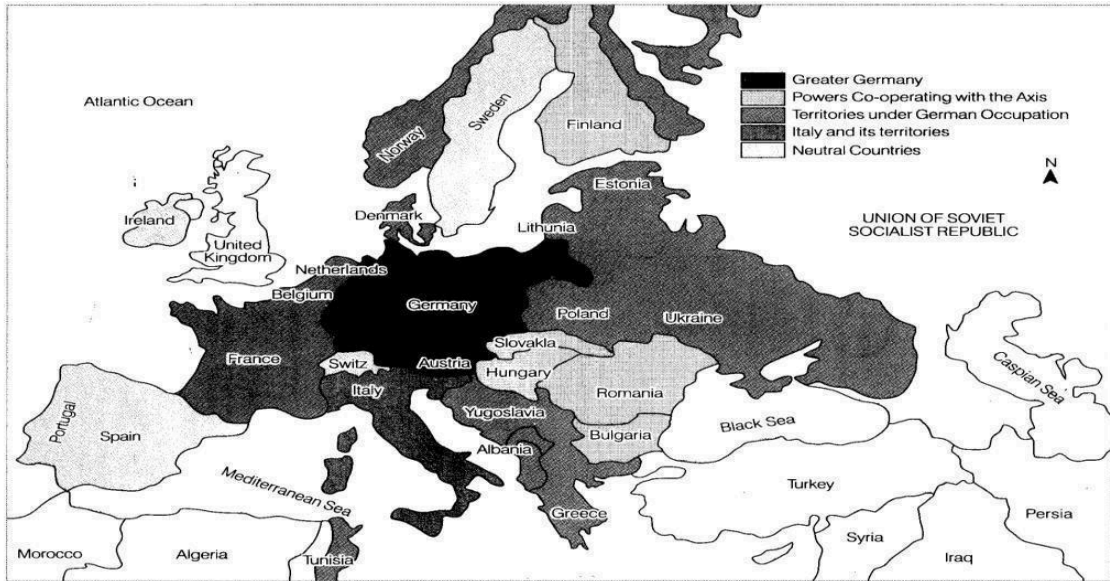 Greater Germany
Powers Co-operating with the Axis
Territories under German Occupation
Italy and its territories
Neutral Countries
N
Atlantic Ocean
Sweden
Finland
Norway
Estonia
Ireland
Denmark
Lithunia
UNION OF SOVIET
SOCIALIST REPUBLIC
United
Kingdom
Netherlands
Belgium
Germany
Poland
Ukraine
France
Switz
Austria
Slovakla
Hungary
Italy
Romania
Caspian Sea
Portugal
Spain
Yugoslavia
Bulgaria
Black Sea
Albania
Mediterranean Sea
Turkey
Greece
Persia
Syria
Iraq
Morocco
Algeria
Tunisia